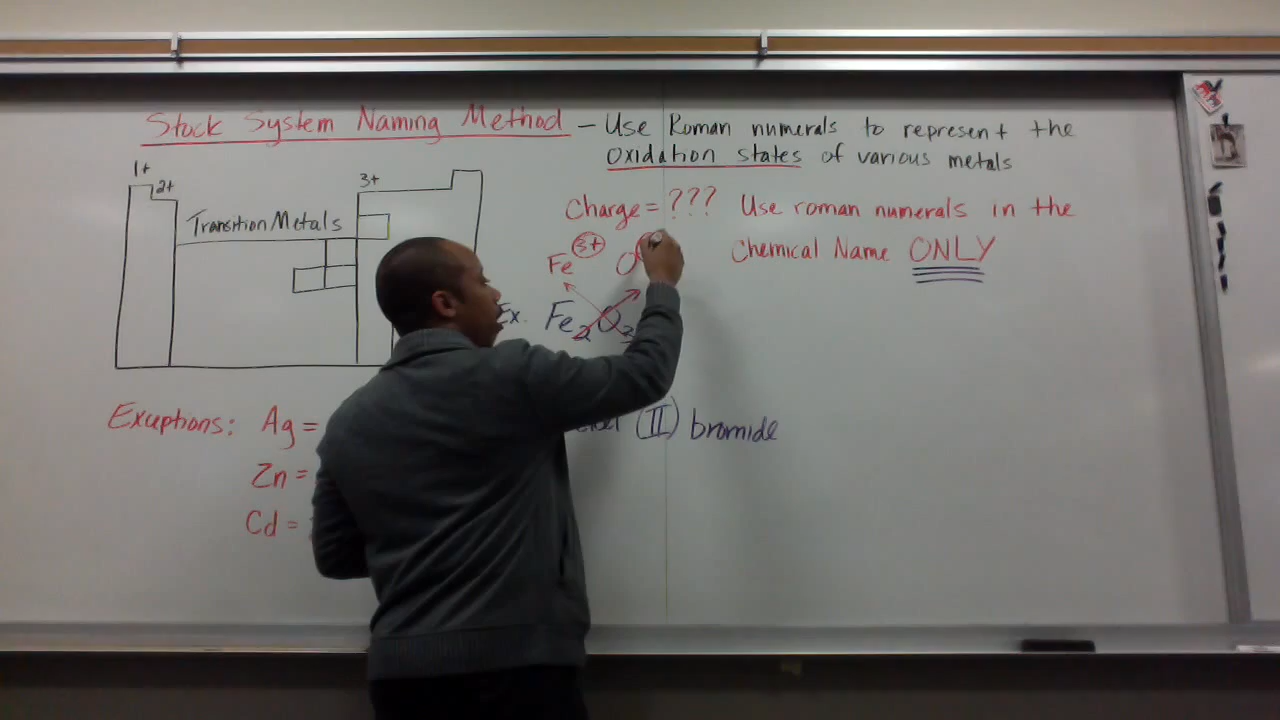 Stock System Naming Method – Use Roman numerals to represent the
Oxidation states of various metals
1+
2+
3+
Transition Metals
Charge = ??? Use roman numerals in the
Chemical Name ONLY
Fe 3+ O
Ex. Fe2O3
Exceptions: Ag =
Zn =
Cd =
(II) bromide